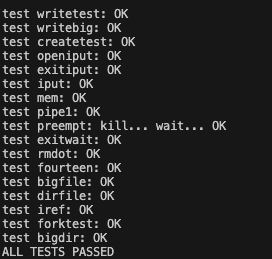 test writetest: OK
test writebig: OK
test createtest: OK
test openiput: OK
test exitiput: OK
test iput: OK
test mem: OK
test pipe1: OK
test preempt: kill... wait... OK
test exitwait: OK
test rmdot: OK
test fourteen: OK
test bigfile: OK
test dirfile: OK
test iref: OK
test forktest: OK
test bigdir: OK
ALL TESTS PASSED